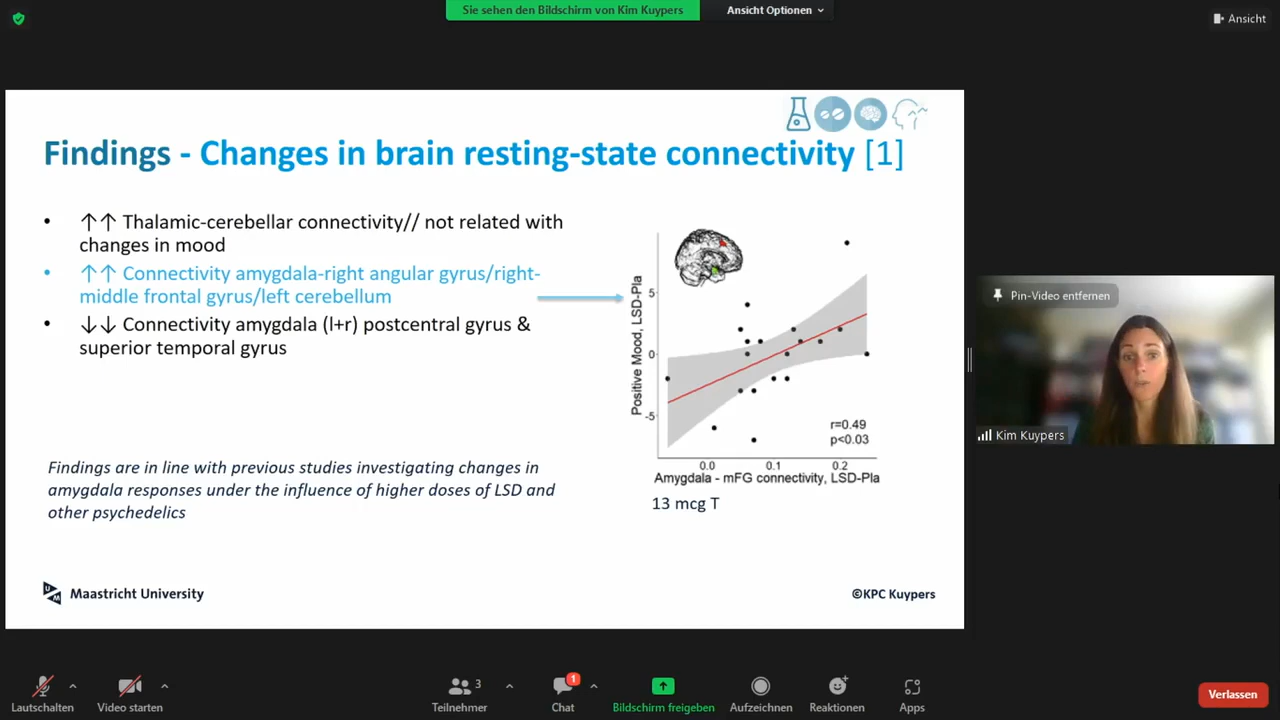 Sie sehen den Bildschirm von Kim Kuypers
Ansicht Optionen
Ansicht
Findings - Changes in brain resting-state connectivity [1]
• ↑↑ Thalamic-cerebellar connectivity// not related with
changes in mood
• ↑↑ Connectivity amygdala-right angular gyrus/right-
middle frontal gyrus/left cerebellum
• ↓↓ Connectivity amygdala (l+r) postcentral gyrus &
superior temporal gyrus
Findings are in line with previous studies investigating changes in
amygdala responses under the influence of higher doses of LSD and
other psychedelics
Positive Mood, LSD-Pla
5
0
-5
r=0.49
p<0.03
0.0 0.1 0.2
Amygdala - mFG connectivity, LSD-Pla
13 mcg T
UM
Maastricht University
©KPC Kuypers
Pin-Video entfernen
Kim Kuypers
Lautschalten
Video starten
3
Teilnehmer
1
Chat
Bildschirm freigeben
Aufzeichnen
Reaktionen
Apps
Verlassen